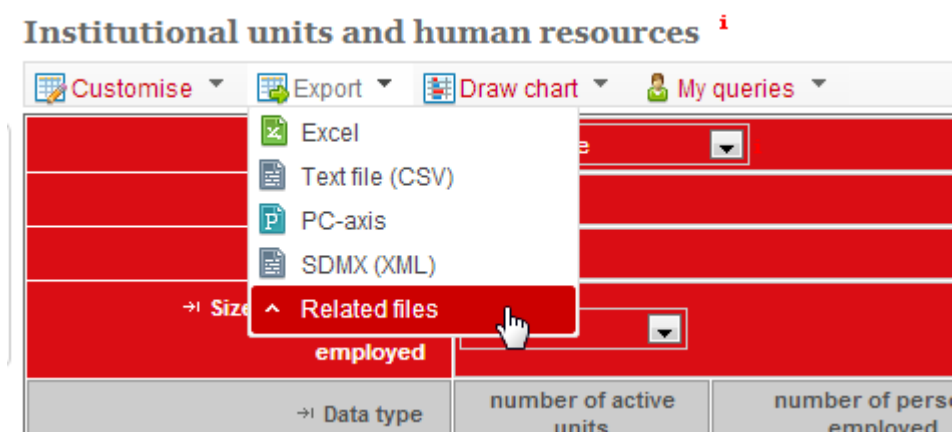 Institutional units and human resources i
Customise Export Draw chart My queries
Excel
Text file (CSV)
PC-axis
SDMX (XML)
Size
Related files
employed
Data type
number of active
units
number of
employed